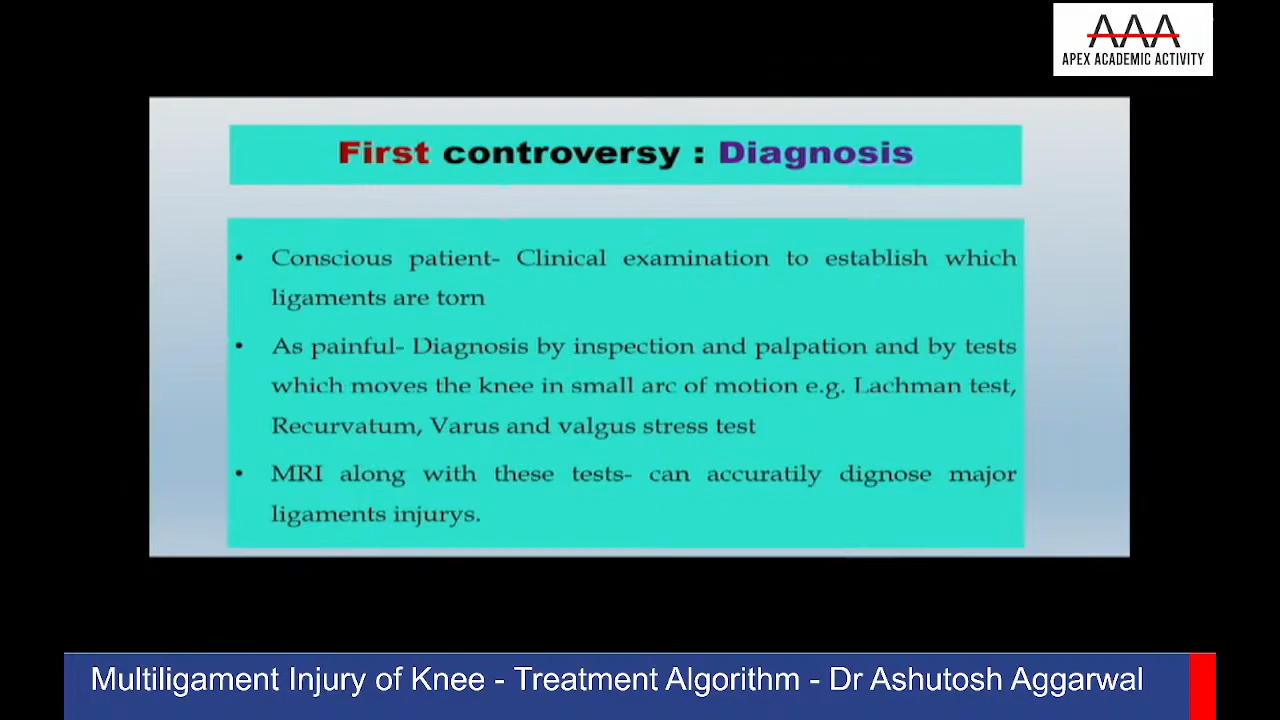 AAA
APEX ACADEMIC ACTIVITY
First controversy : Diagnosis
• Conscious patient- Clinical examination to establish which
ligaments are torn
• As painful- Diagnosis by inspection and palpation and by tests
which moves the knee in small arc of motion e.g. Lachman test,
Recurvatum, Varus and valgus stress test
• MRI along with these tests- can accuratily dignose major
ligaments injurys.
Multiligament Injury of Knee - Treatment Algorithm - Dr Ashutosh Aggarwal